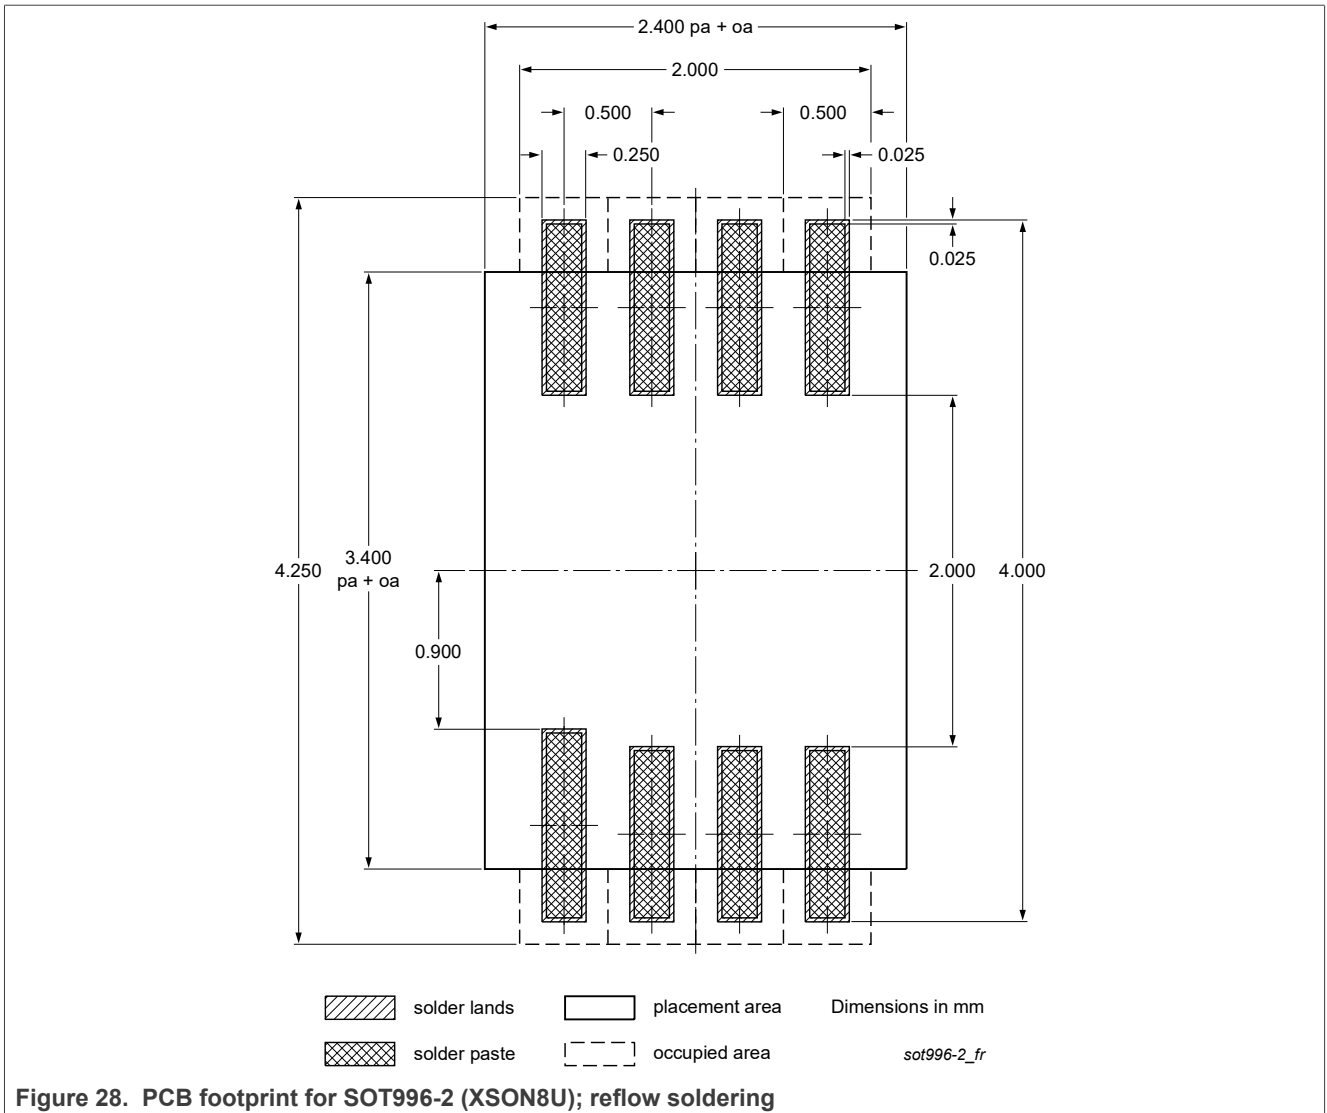 2.400 pa + oa
2.000
0.500
0.500
0.250
0.025
0.025
4.250
3.400
pa + oa
2.000
4.000
0.900
solder lands
placement area
Dimensions in mm
solder paste
occupied area
sot996-2_fr
Figure 28. PCB footprint for SOT996-2 (XSON8U); reflow soldering